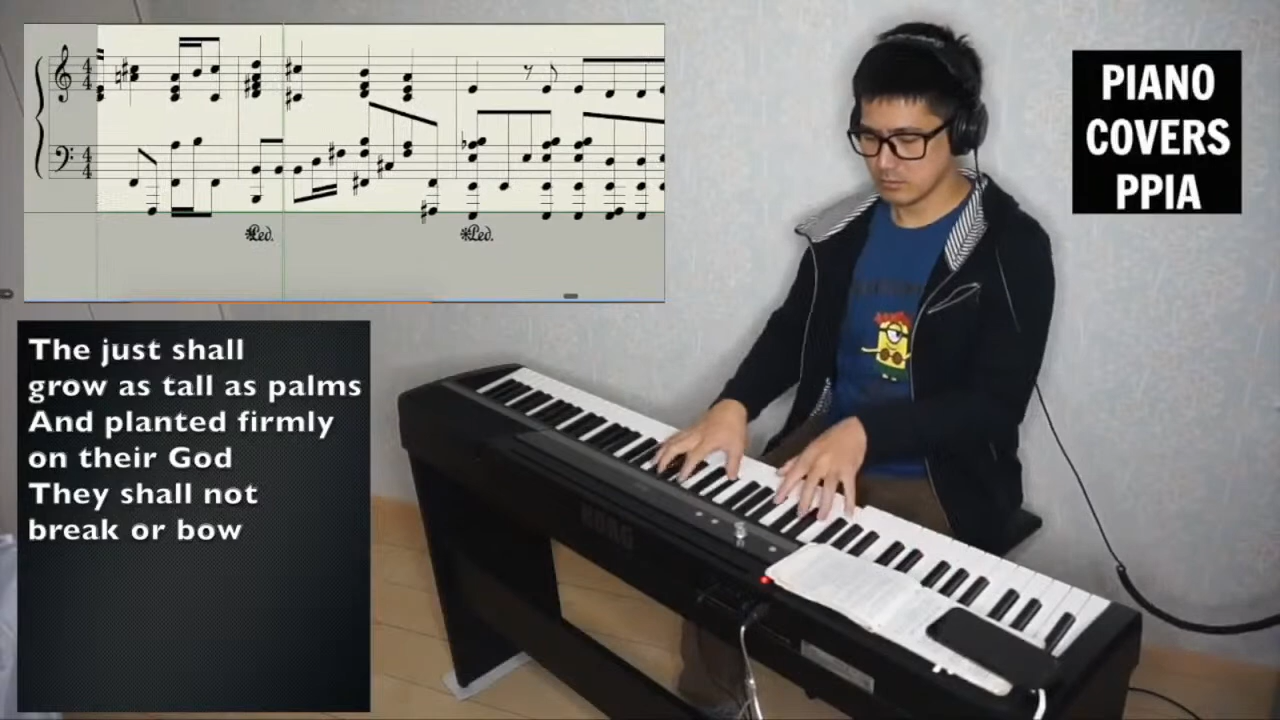 The just shall
grow as tall as palms
And planted firmly
on their God
They shall not
break or bow
PIANO
COVERS
PPIA
KORG